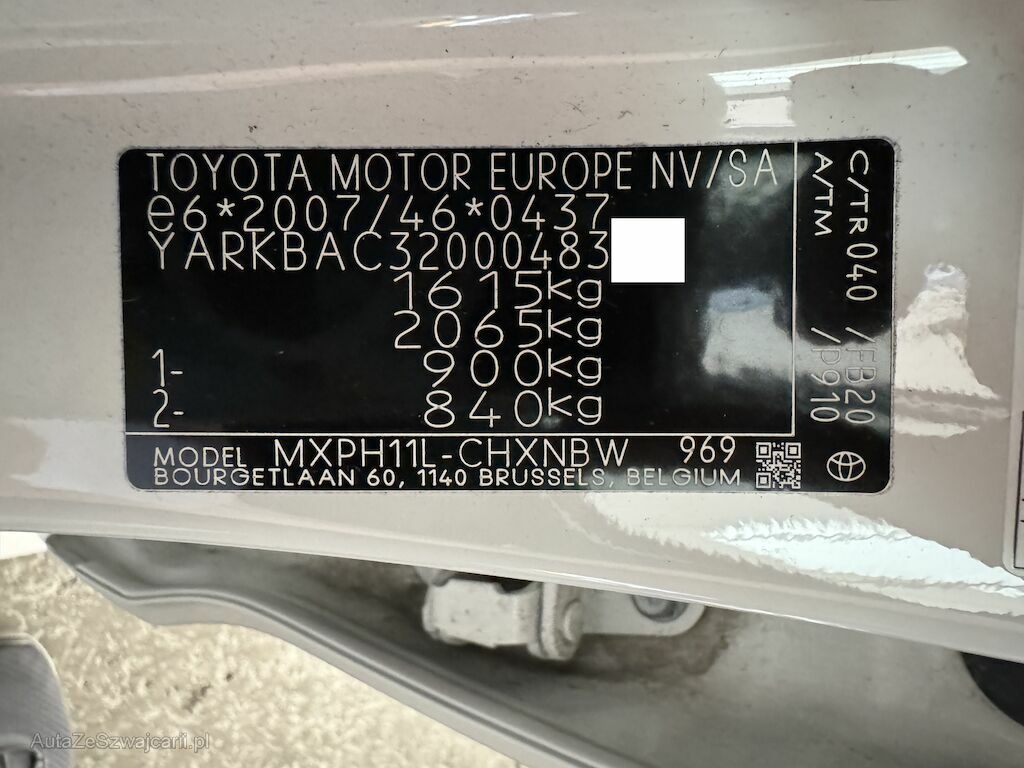 TOYOTA MOTOR EUROPE NV/SA
e6*2007/46*0437
YARKBAC32000483
1615kg
2065kg
1- 900kg
2- 840kg
MODEL MXPH11L-CHXNBW 969
BOURGETLAAN 60, 1140 BRUSSELS, BELGIUM
C/TR 040 /FB20
A/TM /P910
AutaZeSzwajcarii.pl